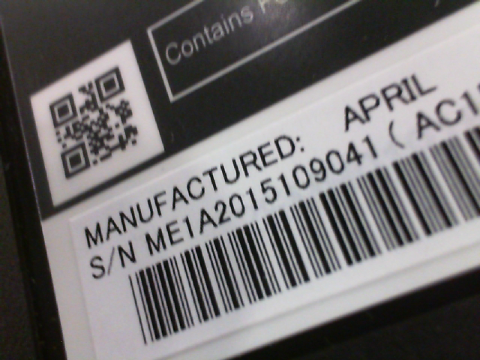 Contains F
MANUFACTURED: APRIL
S/N ME1A2015109041 (AC1